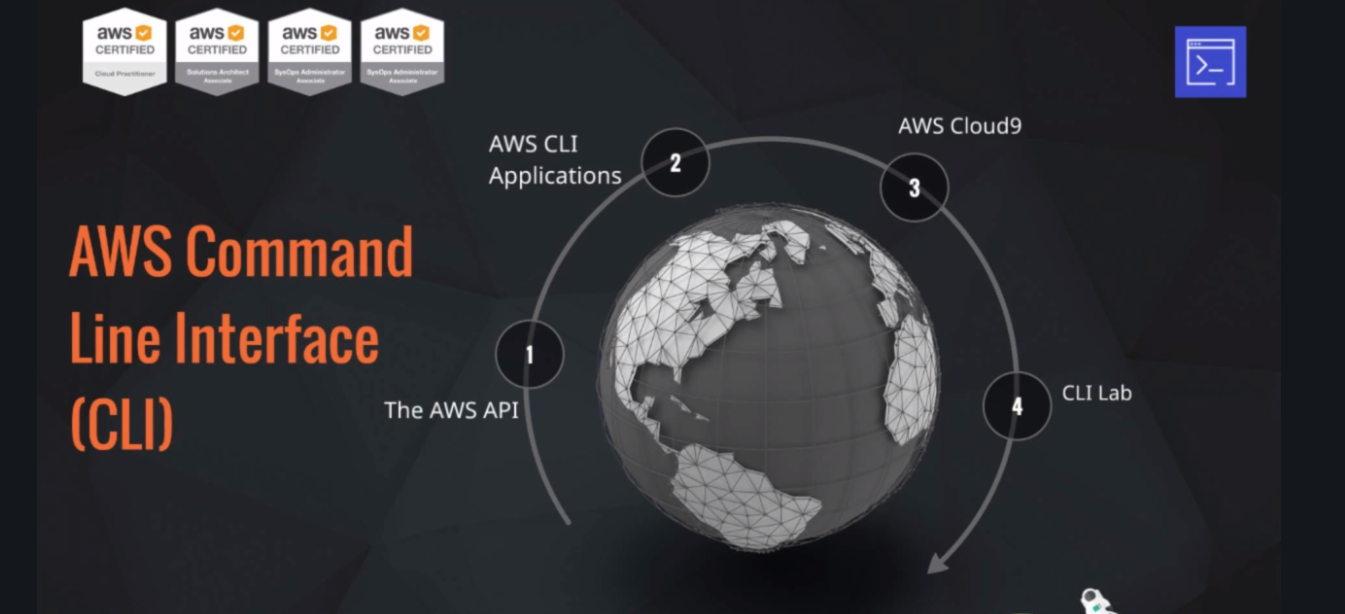 aws
CERTIFIED
Cloud Practitioner
aws
CERTIFIED
Solutions Architect
Associate
aws
CERTIFIED
SysOps Administrator
Associate
aws
CERTIFIED
SysOps Administrator
Associate
AWS Command
Line Interface
(CLI)
1
The AWS API
2
AWS CLI
Applications
3
AWS Cloud9
4
CLI Lab